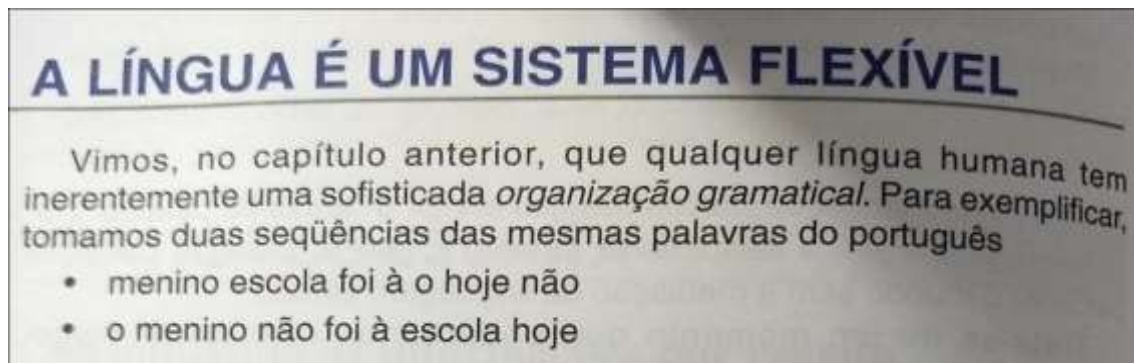 A LÍNGUA É UM SISTEMA FLEXÍVEL
Vimos, no capítulo anterior, que qualquer língua humana tem
inerentemente uma sofisticada organização gramatical. Para exemplificar,
tomamos duas seqüências das mesmas palavras do português
• menino escola foi à o hoje não
• o menino não foi à escola hoje